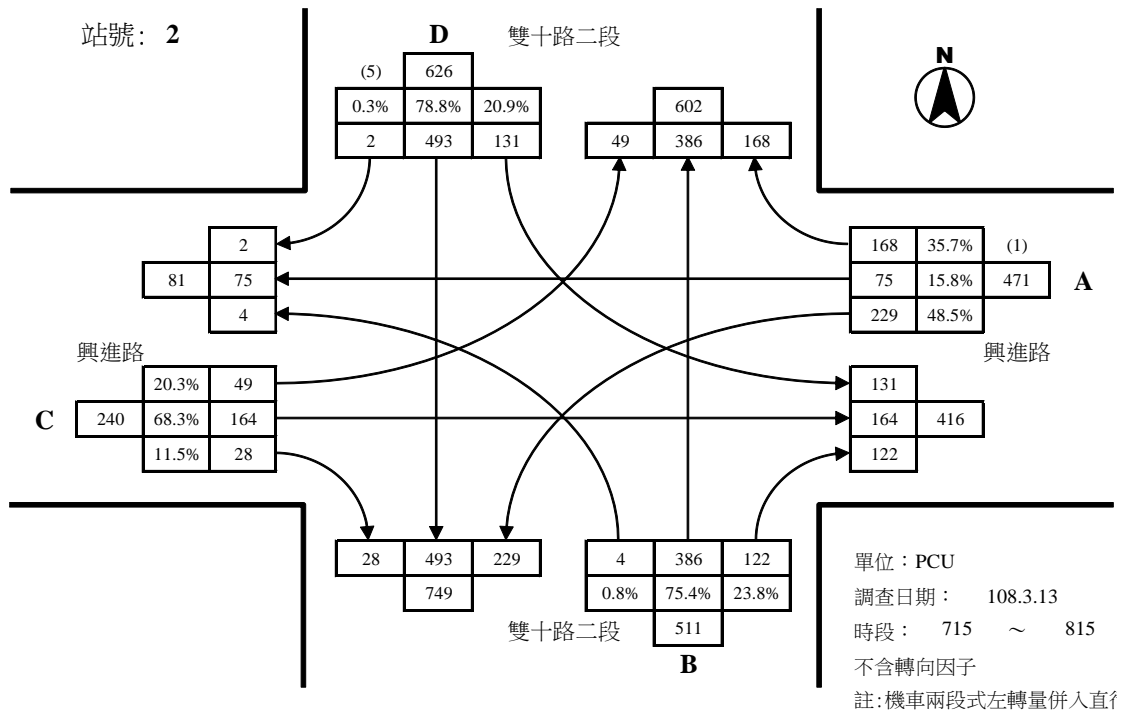 站號: 2
D 雙十路二段
N
(5) 626
0.3% 78.8% 20.9% 602
2 493 131 49 386 168
2 168 35.7% (1)
81 75 75 15.8% 471 A
4 229 48.5%
興進路 興進路
20.3% 49 131
C 240 68.3% 164 164 416
11.5% 28 122
28 493 229 4 386 122
單位：PCU
749 0.8% 75.4% 23.8%
調查日期： 108.3.13
雙十路二段 511
時段： 715 ～ 815
B
不含轉向因子
註:機車兩段式左轉量併入直